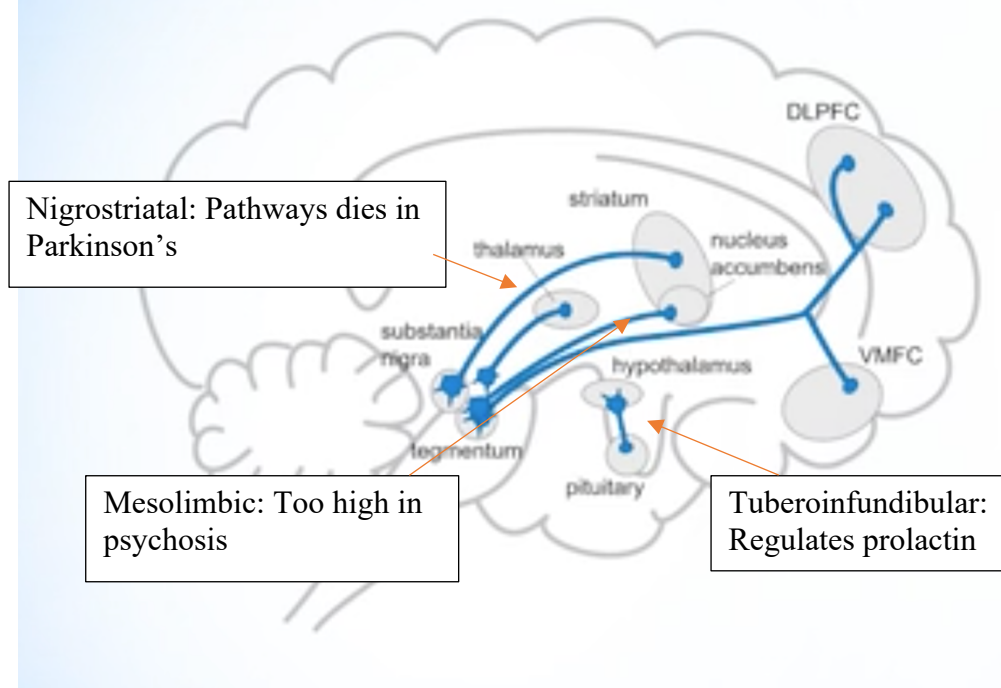 DLPFC
Nigrostriatal: Pathways dies in
Parkinson’s
striatum
thalamus
nucleus
accumbens
substantia
nigra
hypothalamus
VMFC
tegmentum
pituitary
Mesolimbic: Too high in
psychosis
Tuberoinfundibular:
Regulates prolactin